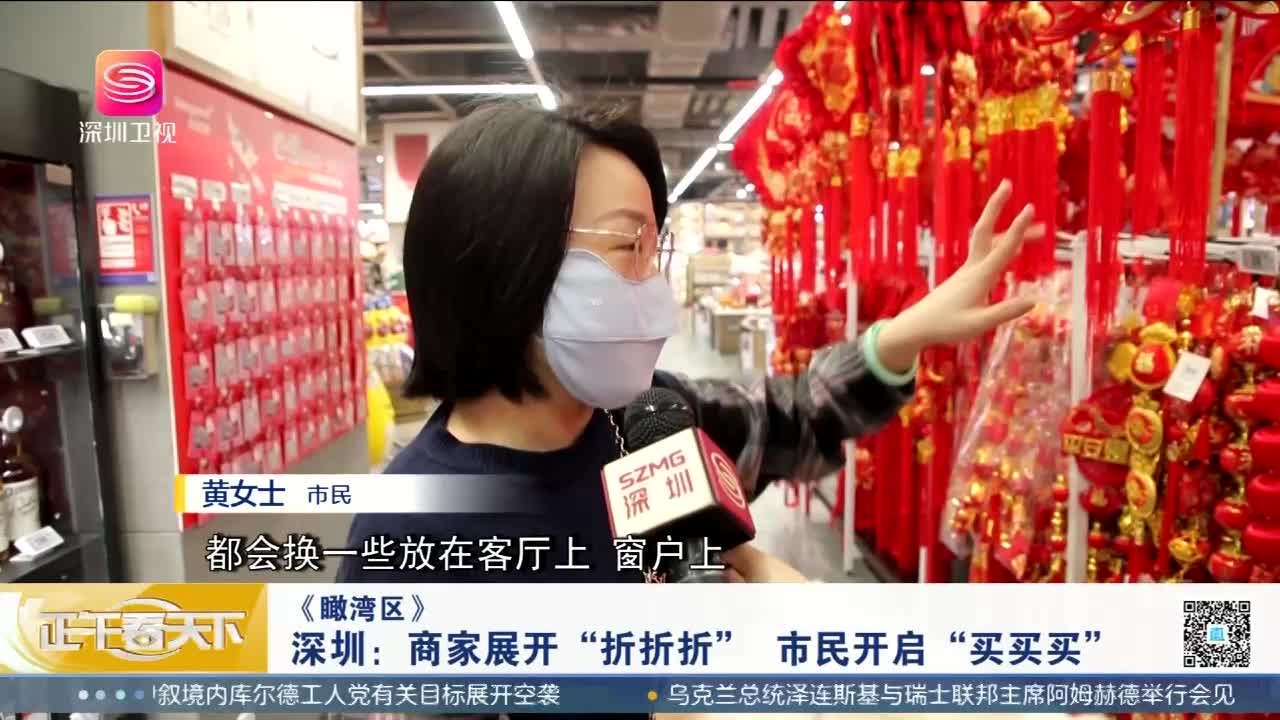 深圳卫视
SZMG
深圳
黄女士 市民
都会换一些放在客厅上 窗户上
正午看天下
《瞰湾区》
深圳：商家展开“折折折” 市民开启“买买买”
叙境内库尔德工人党有关目标展开空袭
乌克兰总统泽连斯基与瑞士联邦主席阿姆赫德举行会见